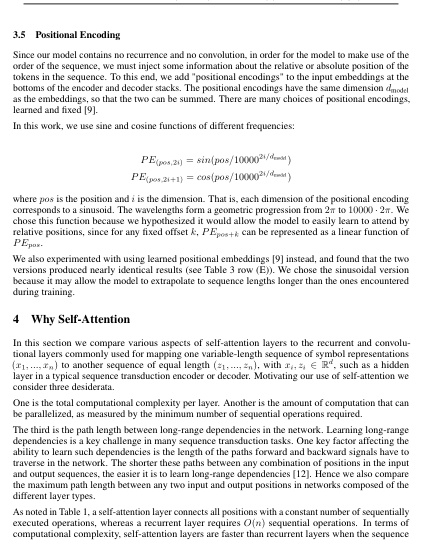 3.5 Positional Encoding
Since our model contains no recurrence and no convolution, in order for the model to make use of the
order of the sequence, we must inject some information about the relative or absolute position of the
tokens in the sequence. To this end, we add "positional encodings" to the input embeddings at the
bottoms of the encoder and decoder stacks. The positional encodings have the same dimension d_model
as the embeddings, so that the two can be summed. There are many choices of positional encodings,
learned and fixed [9].
In this work, we use sine and cosine functions of different frequencies:
PE_(pos,2i) = sin(pos/10000^{2i/d_model})
PE_(pos,2i+1) = cos(pos/10000^{2i/d_model})
where pos is the position and i is the dimension. That is, each dimension of the positional encoding
corresponds to a sinusoid. The wavelengths form a geometric progression from 2π to 10000 · 2π. We
chose this function because we hypothesized it would allow the model to easily learn to attend by
relative positions, since for any fixed offset k, PE_{pos+k} can be represented as a linear function of
PE_{pos}.
We also experimented with using learned positional embeddings [9] instead, and found that the two
versions produced nearly identical results (see Table 3 row (E)). We chose the sinusoidal version
because it may allow the model to extrapolate to sequence lengths longer than the ones encountered
during training.
4 Why Self-Attention
In this section we compare various aspects of self-attention layers to the recurrent and convolu-
tional layers commonly used for mapping one variable-length sequence of symbol representations
(x₁, ..., xₙ) to another sequence of equal length (z₁, ..., zₙ), with xᵢ, zᵢ ∈ ℝᵈ, such as a hidden
layer in a typical sequence transduction encoder or decoder. Motivating our use of self-attention we
consider three desiderata.
One is the total computational complexity per layer. Another is the amount of computation that can
be parallelized, as measured by the minimum number of sequential operations required.
The third is the path length between long-range dependencies in the network. Learning long-range
dependencies is a key challenge in many sequence transduction tasks. One key factor affecting the
ability to learn such dependencies is the length of the paths forward and backward signals have to
traverse in the network. The shorter these paths between any combination of positions in the input
and output sequences, the easier it is to learn long-range dependencies [12]. Hence we also compare
the maximum path length between any two input and output positions in networks composed of the
different layer types.
As noted in Table 1, a self-attention layer connects all positions with a constant number of sequentially
executed operations, whereas a recurrent layer requires O(n) sequential operations. In terms of
computational complexity, self-attention layers are faster than recurrent layers when the sequence